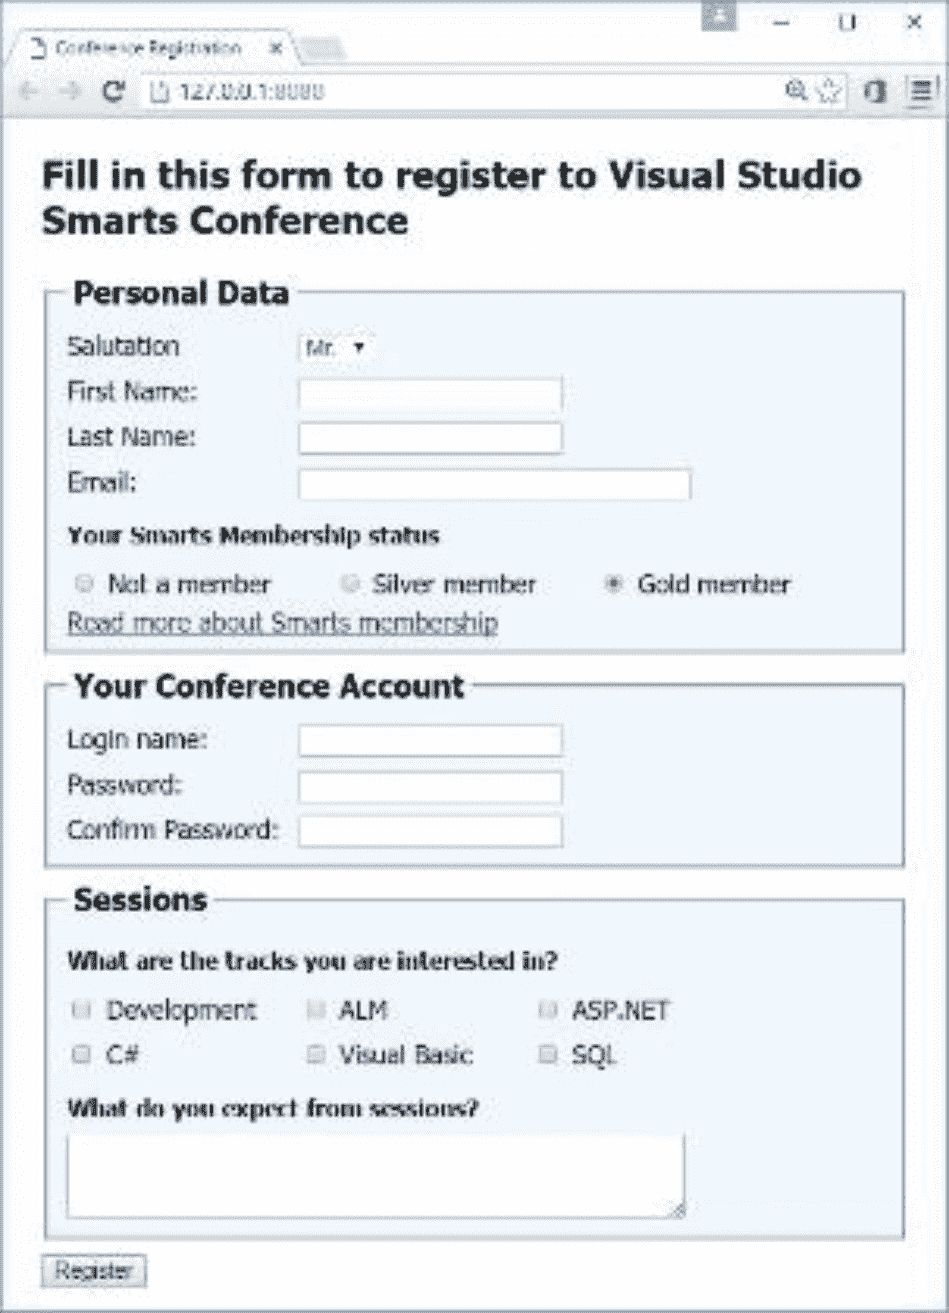 Conference Registration
127.0.0.1:8080
Fill in this form to register to Visual Studio
Smarts Conference
Personal Data
Salutation Mr.
First Name:
Last Name:
Email:
Your Smarts Membership status
Not a member Silver member Gold member
Read more about Smarts membership
Your Conference Account
Login name:
Password:
Confirm Password:
Sessions
What are the tracks you are interested in?
Development ALM ASP.NET
C# Visual Basic SQL
What do you expect from sessions?
Register